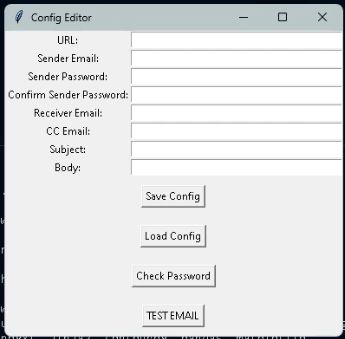 Config Editor
URL:
Sender Email:
Sender Password:
Confirm Sender Password:
Receiver Email:
CC Email:
Subject:
Body:
Save Config
Load Config
Check Password
TEST EMAIL